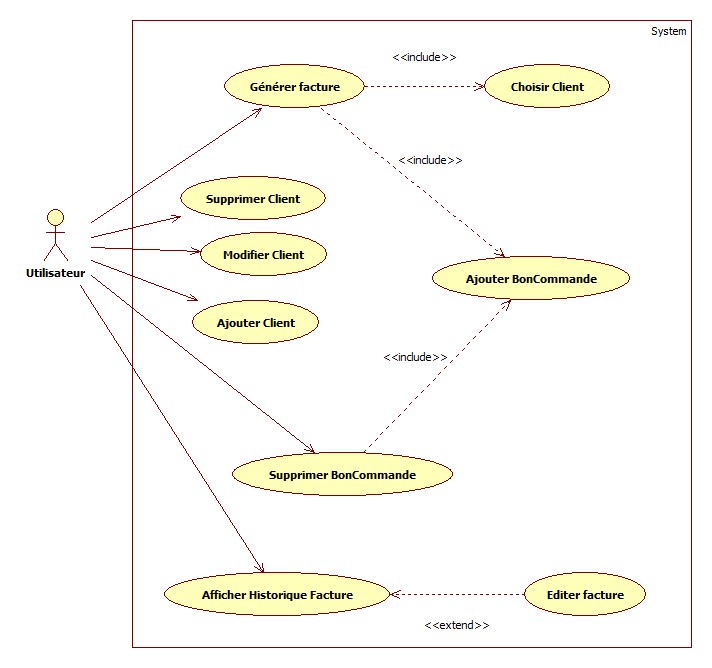 System
<<include>>
Générer facture
Choisir Client
<<include>>
Supprimer Client
Modifier Client
Utilisateur
Ajouter BonCommande
Ajouter Client
<<include>>
Supprimer BonCommande
Afficher Historique Facture
Editer facture
<<extend>>